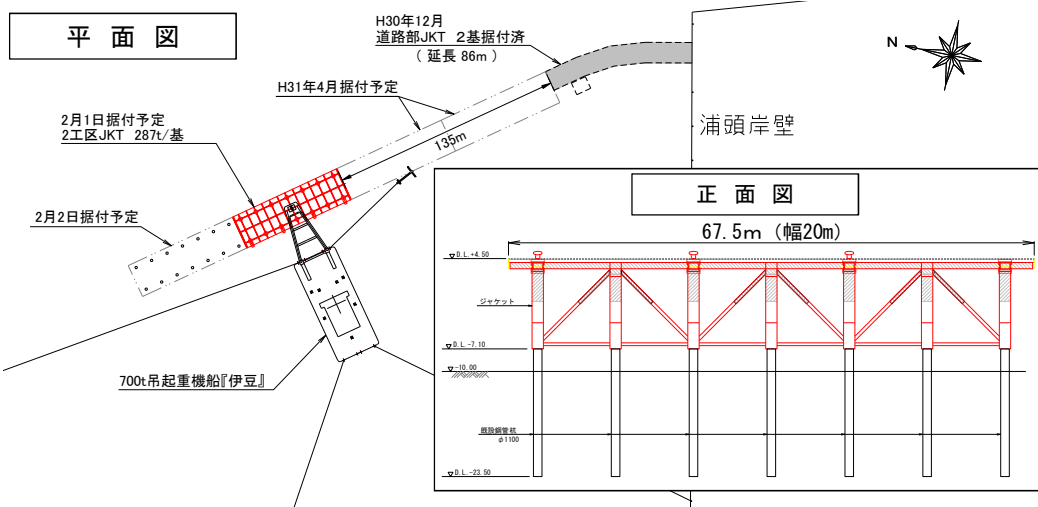 平面図
H30年12月
道路部JKT 2基据付済
（延長 86m）
N
H31年4月据付予定
2月1日据付予定
2工区JKT 287t/基
135m
浦頭岸壁
2月2日据付予定
700t吊起重機船『伊豆』
正面図
67.5m（幅20m）
D.L.+4.50
ジャケット
D.L.-7.10
-10.00
既設鋼管杭
φ1100
D.L.-23.50